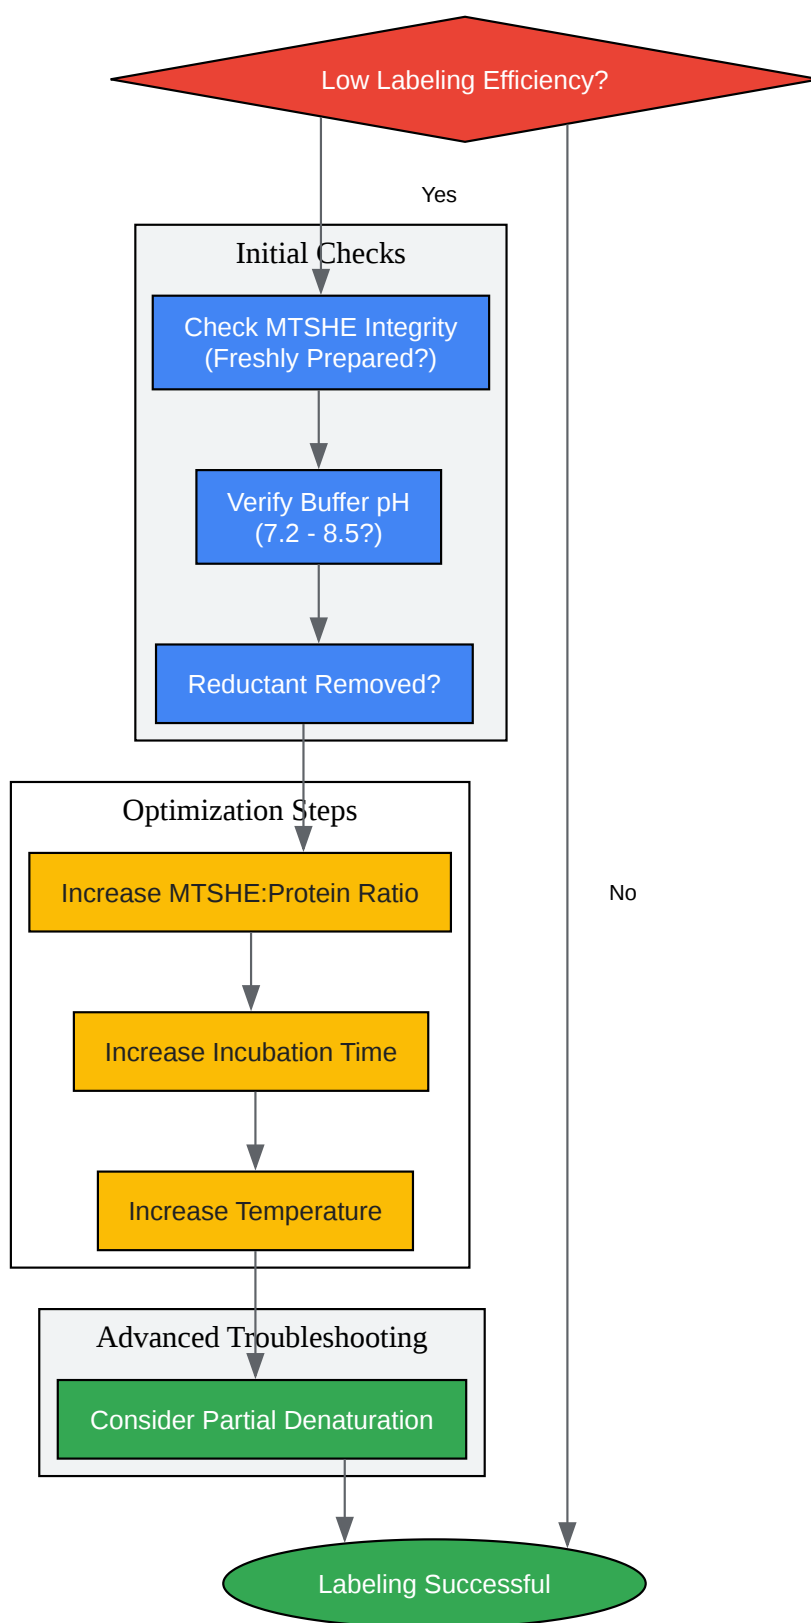 Low Labeling Efficiency?
Yes
Initial Checks
Check MTSHE Integrity
(Freshly Prepared?)
Verify Buffer pH
(7.2 - 8.5?)
Reductant Removed?
Optimization Steps
Increase MTSHE:Protein Ratio
No
Increase Incubation Time
Increase Temperature
Advanced Troubleshooting
Consider Partial Denaturation
Labeling Successful